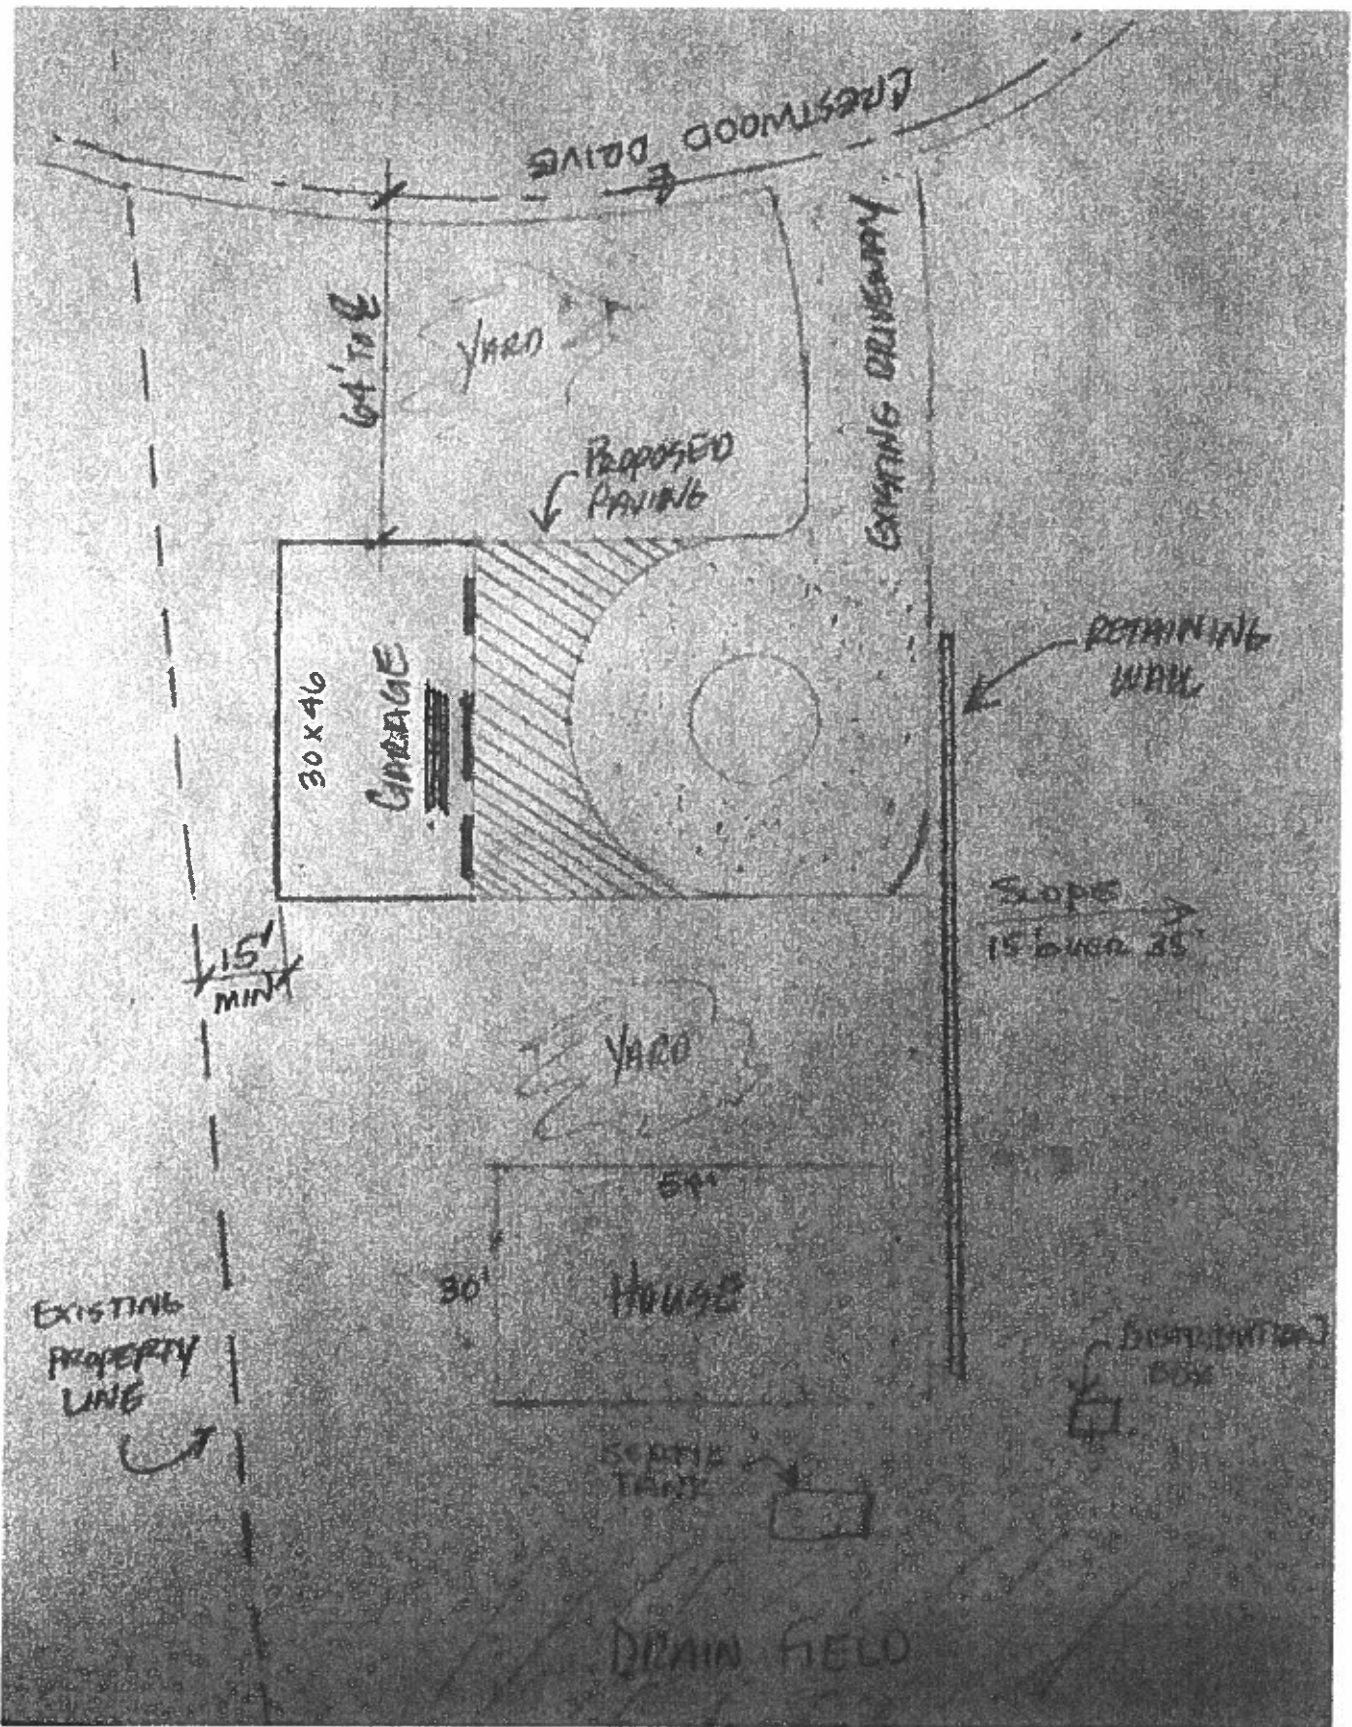 CRESTWOOD DRIVE
℄
64' TO ℄
YARD
EXISTING DRIVEWAY
PROPOSED
PAVING
30 x 46
GARAGE
RETAINING
WALL
SLOPE
15' OVER 35'
15'
MIN
YARD
54'
30'
HOUSE
EXISTING
PROPERTY
LINE
DISTRIBUTION
BOX
SEPTIC
TANK
DRAIN FIELD